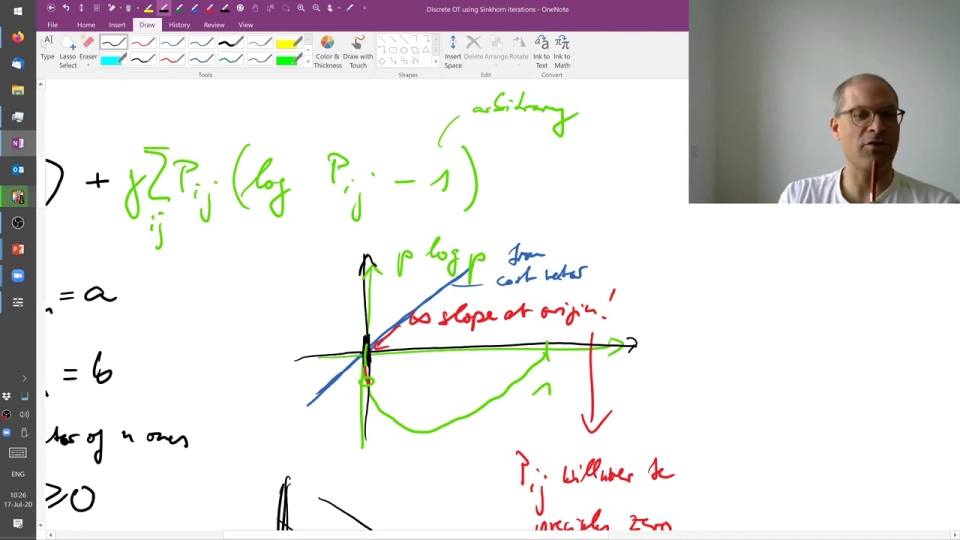 Discrete OT using Sinkhorn iterations - OneNote
File Home Insert Draw History Review View
Type Lasso Select Eraser Color & Thickness Draw with Touch Insert Space Delete Arrange Rotate Ink to Text Ink to Math
Tools Shapes Edit Convert
arbitrary
+ γ Σ Pij (log Pij - 1)
ij
p log p
from
cost vector
= a
∞ slope at origin!
= b
1
of n ones
Pij will never be
≥0
precisely zero
ENG
10:26
17-Jul-20